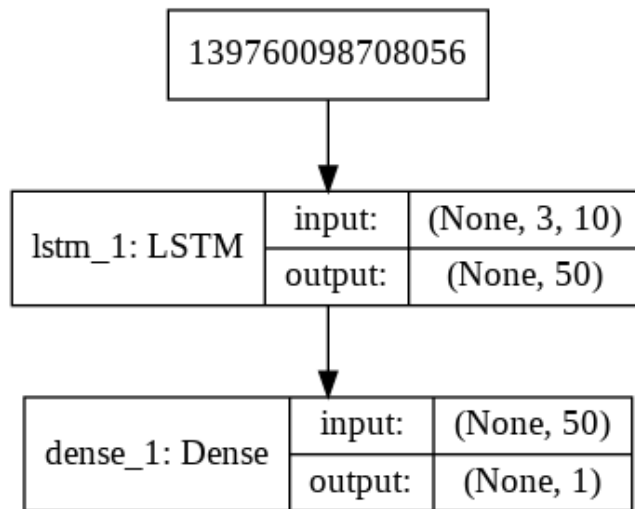 139760098708056
lstm_1: LSTM
input:
(None, 3, 10)
output:
(None, 50)
dense_1: Dense
input:
(None, 50)
output:
(None, 1)